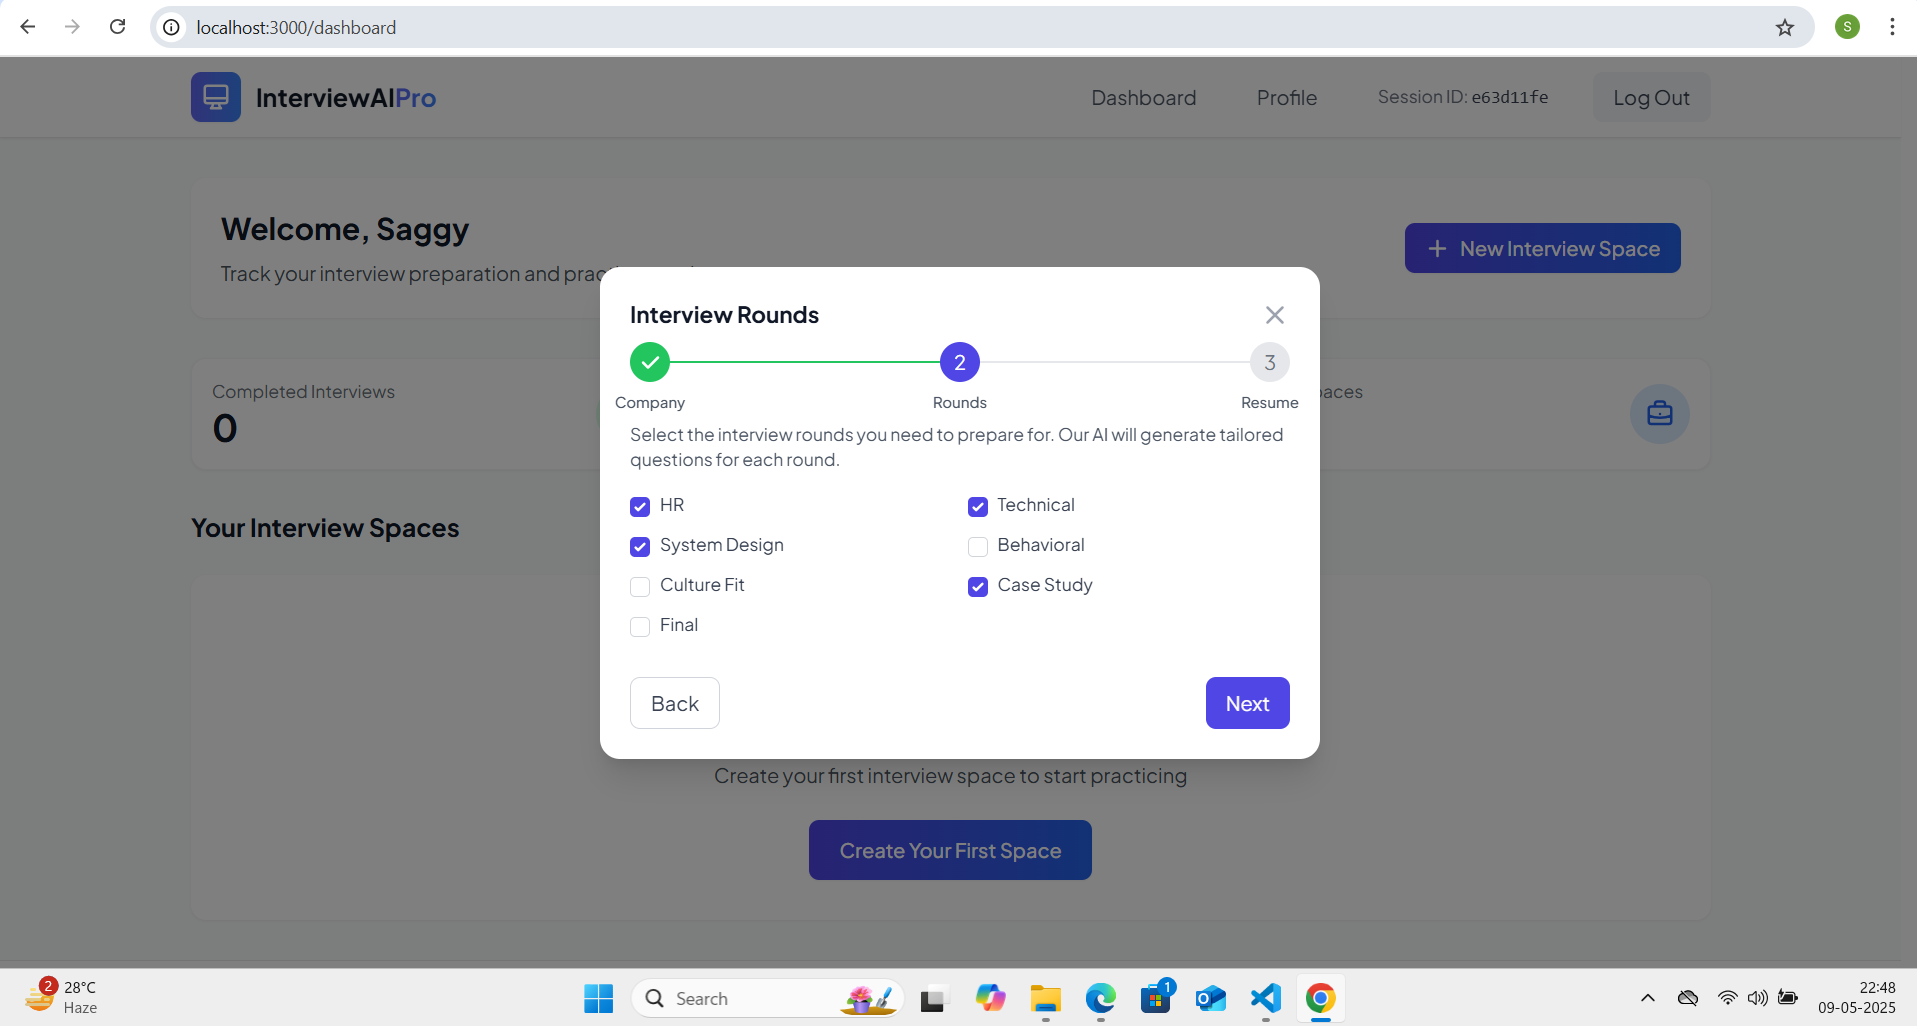 localhost:3000/dashboard
S
InterviewAIPro
Dashboard
Profile
Session ID: e63d11fe
Log Out
Welcome, Saggy
Track your interview preparation and
+ New Interview Space
Interview Rounds
2
3
Company
Rounds
Resume
Select the interview rounds you need to prepare for. Our AI will generate tailored
questions for each round.
HR
Technical
System Design
Behavioral
Culture Fit
Case Study
Final
Back
Next
Completed Interviews
0
Your Interview Spaces
Create your first interview space to start practicing
Create Your First Space
2
28°C
Haze
Search
1
22:48
09-05-2025